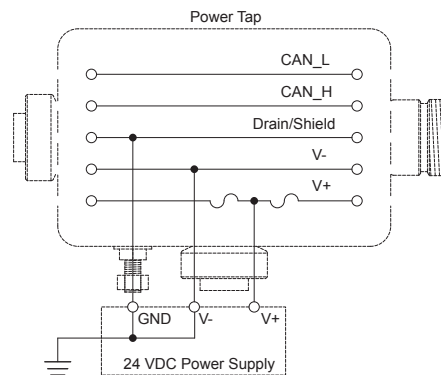 Power Tap
CAN_L
CAN_H
Drain/Shield
V-
V+
GND V- V+
24 VDC Power Supply